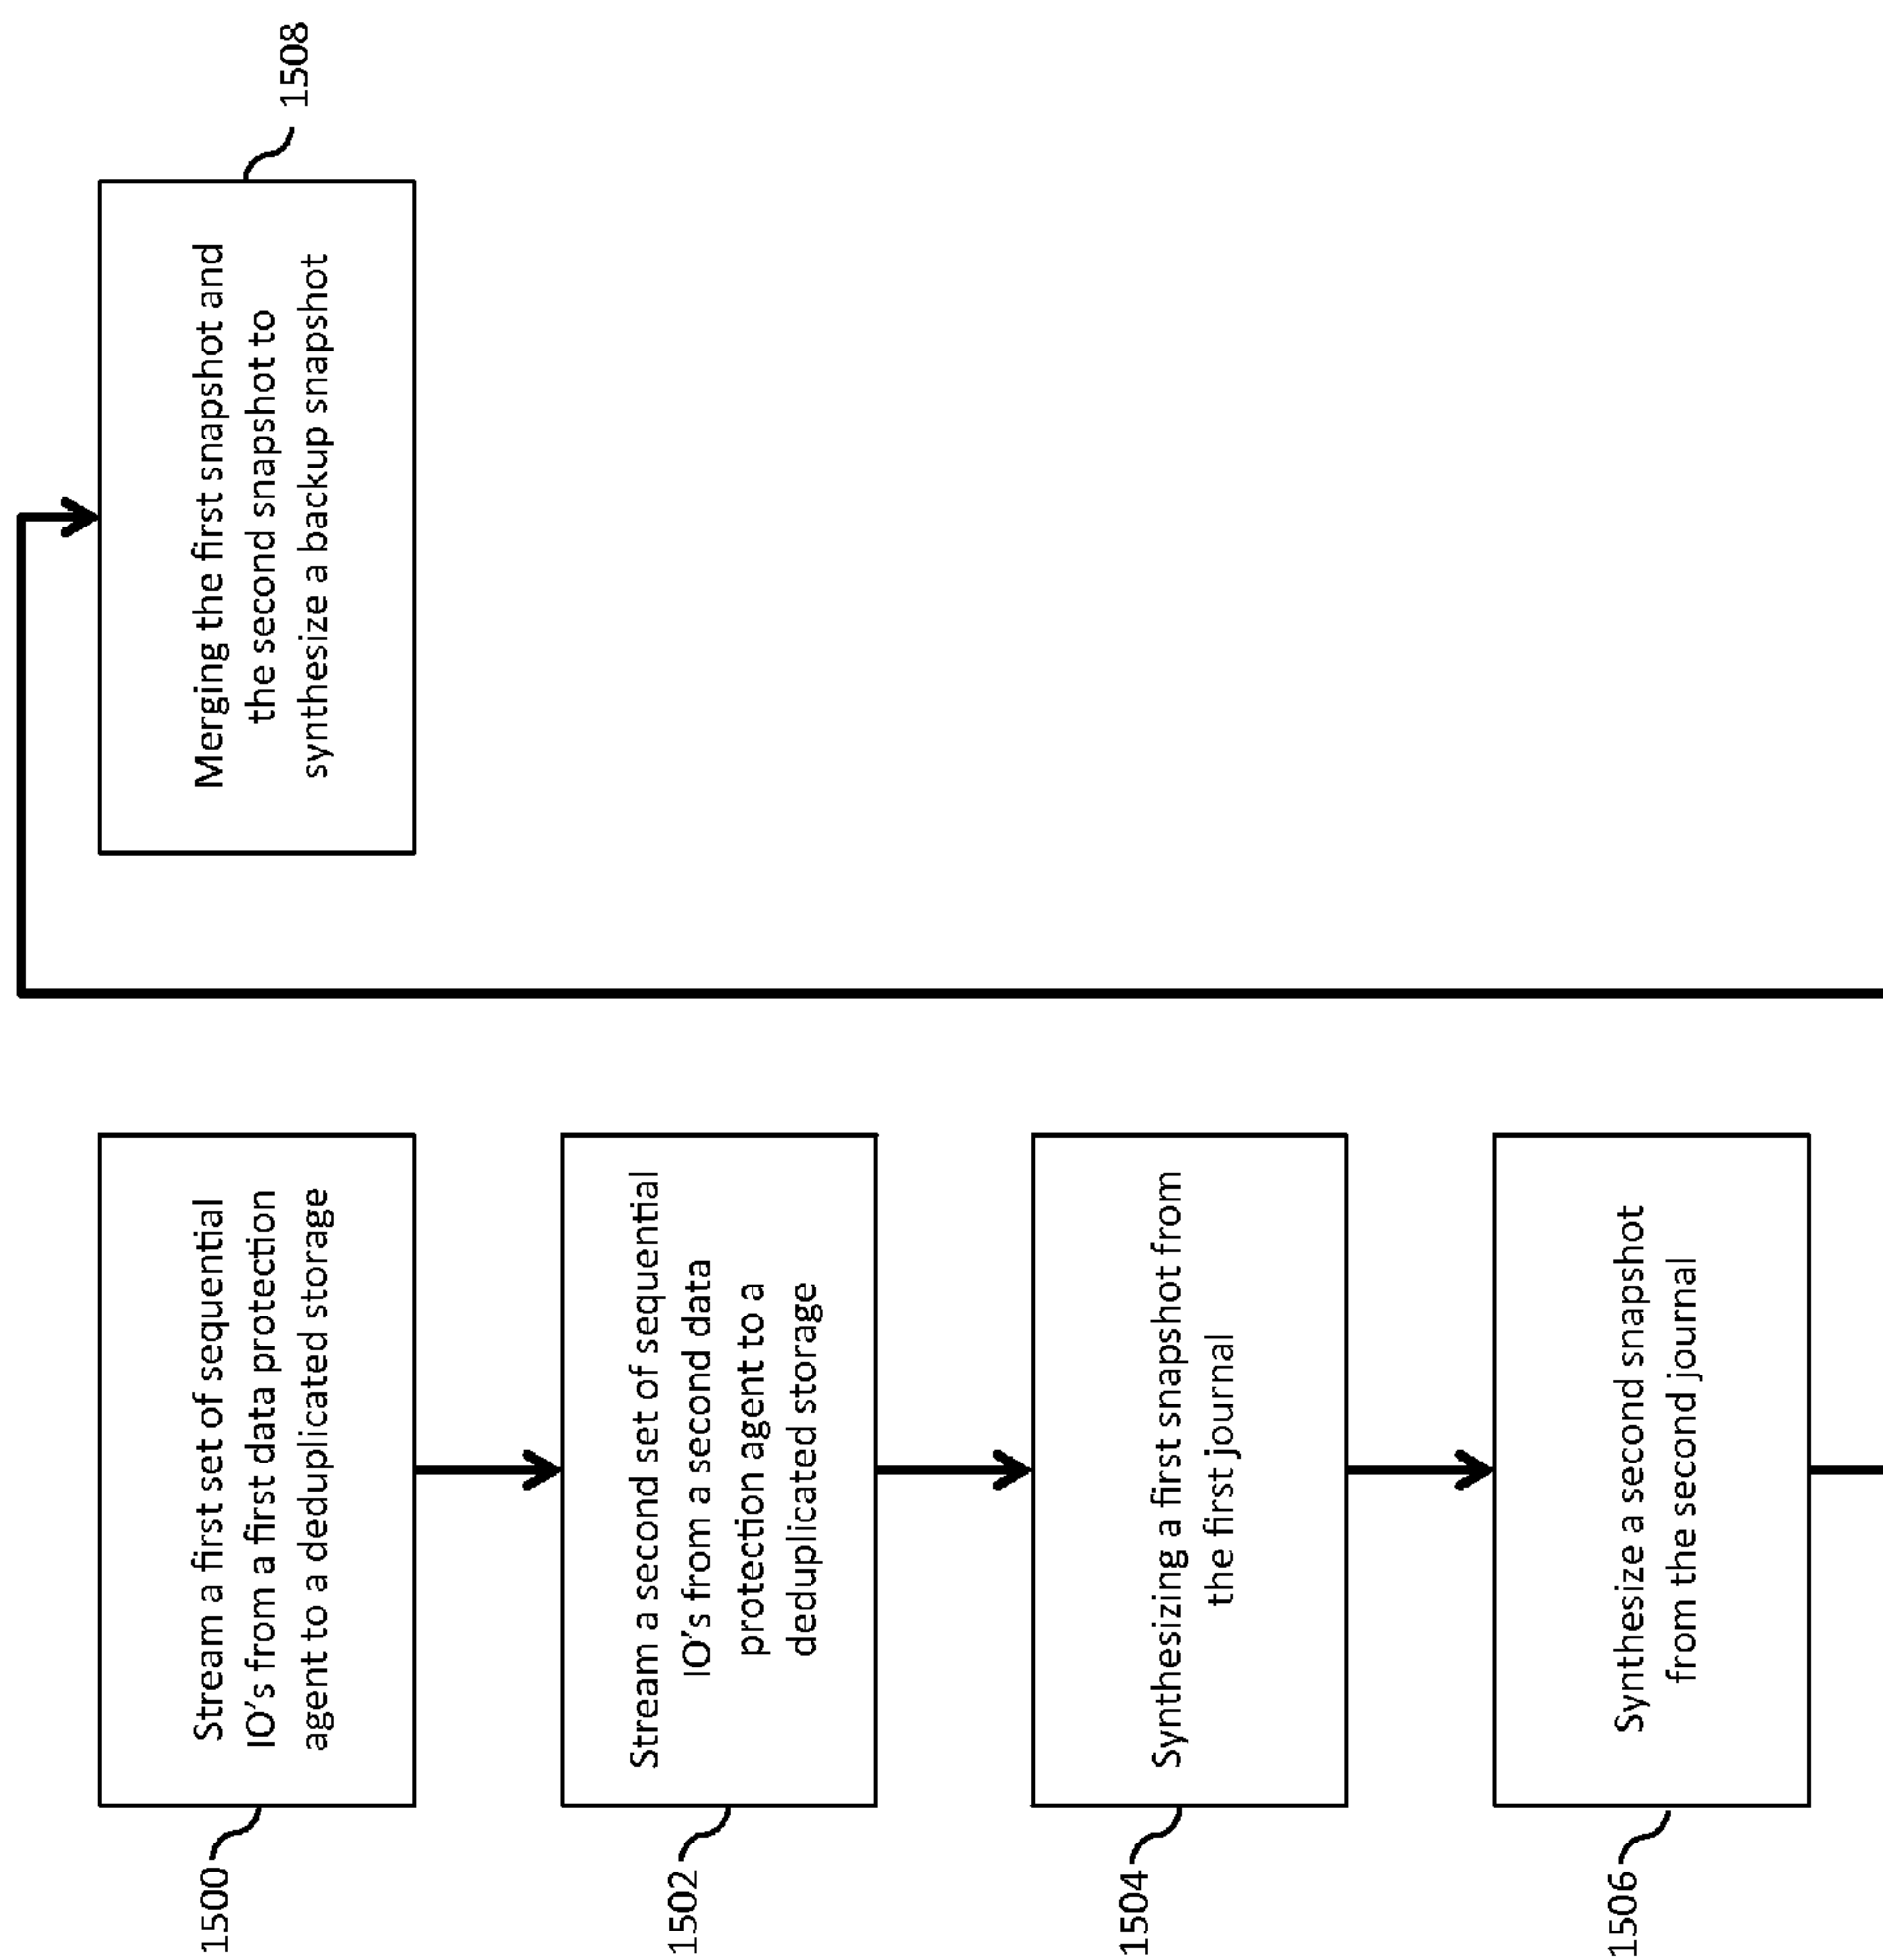 1500
Stream a first set of sequential
IO's from a first data protection
agent to a deduplicated storage
1502
Stream a second set of sequential
IO's from a second data
protection agent to a
deduplicated storage
1504
Synthesizing a first snapshot from
the first journal
1506
Synthesize a second snapshot
from the second journal
Merging the first snapshot and
the second snapshot to
synthesize a backup snapshot
1508